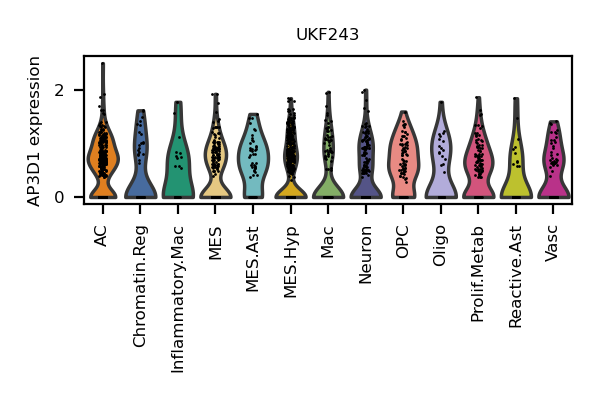 UKF243
AP3D1 expression
2
0
AC
Chromatin.Reg
Inflammatory.Mac
MES
MES.Ast
MES.Hyp
Mac
Neuron
OPC
Oligo
Prolif.Metab
Reactive.Ast
Vasc